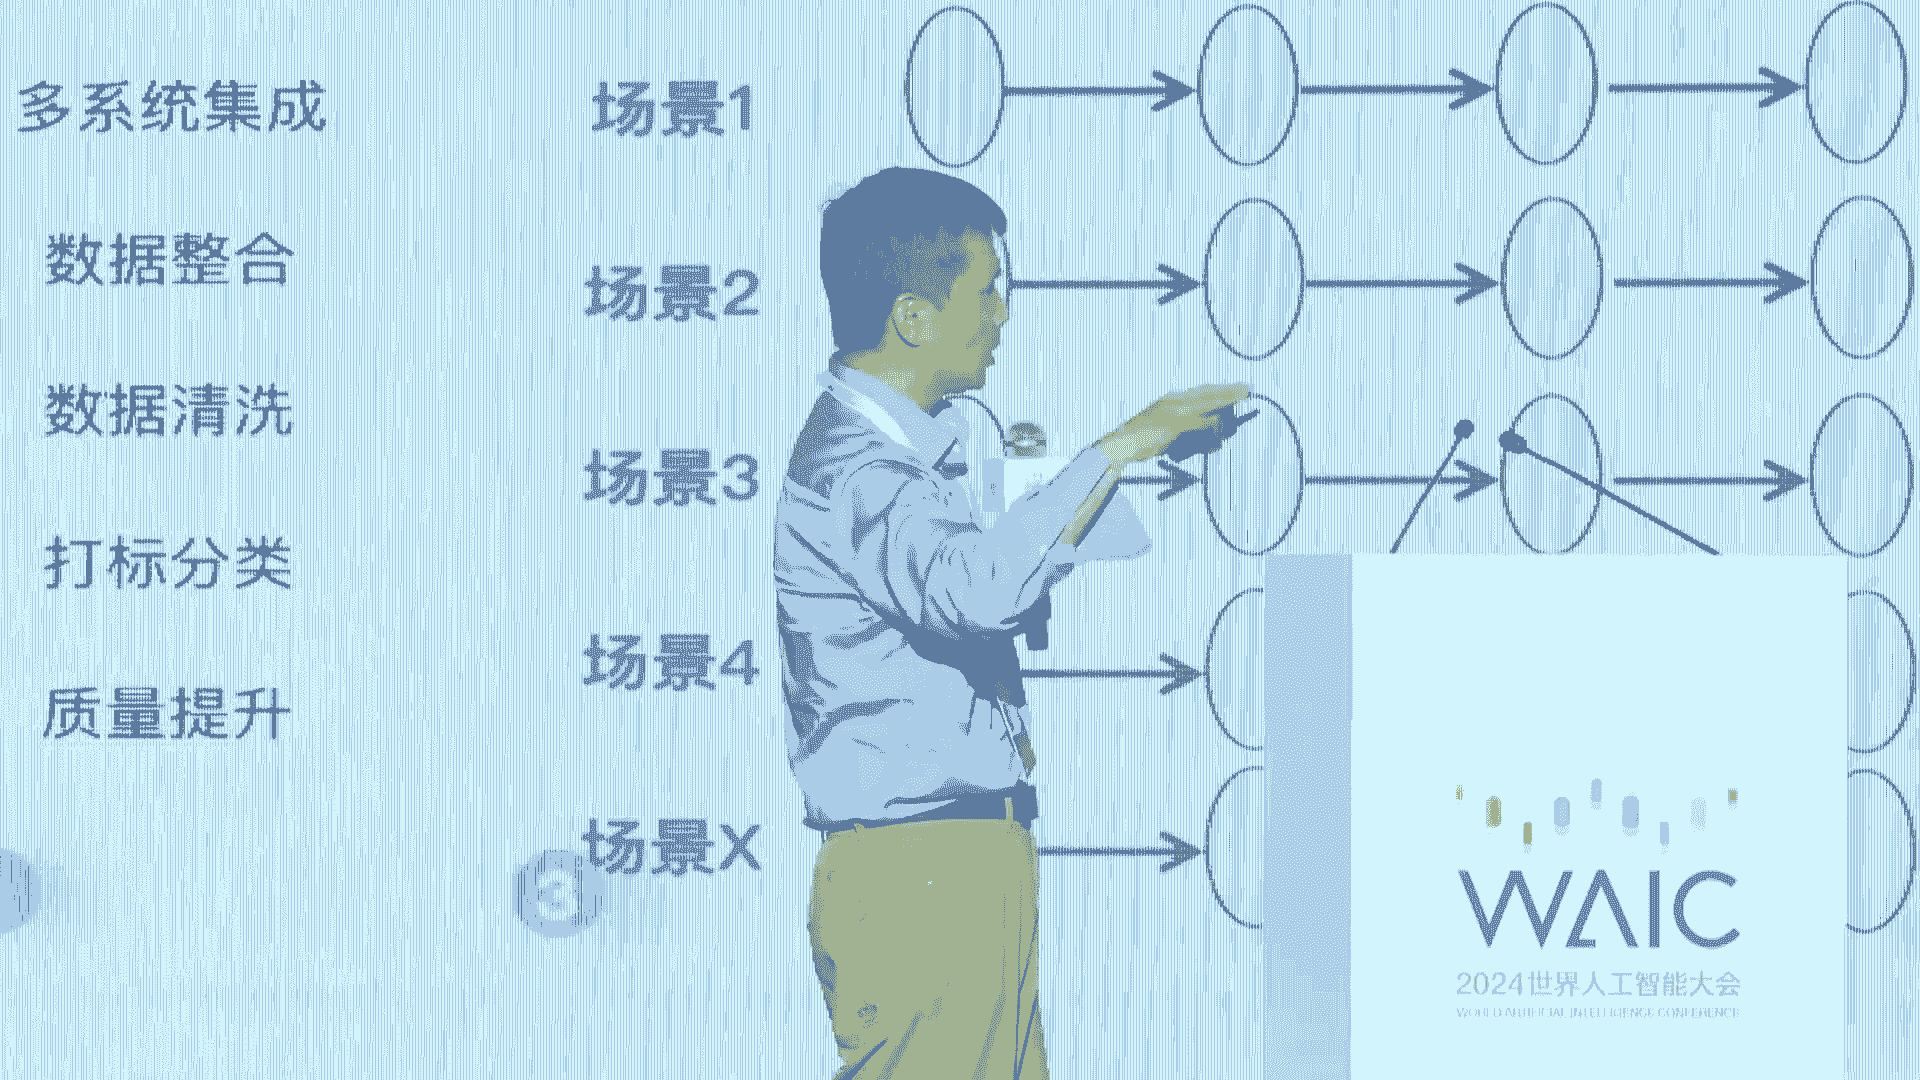 多系统集成
数据整合
数据清洗
打标分类
质量提升
场景1
场景2
场景3
场景4
场景X
3
WAIC
2024世界人工智能大会
WORLD ARTIFICIAL INTELLIGENCE CONFERENCE